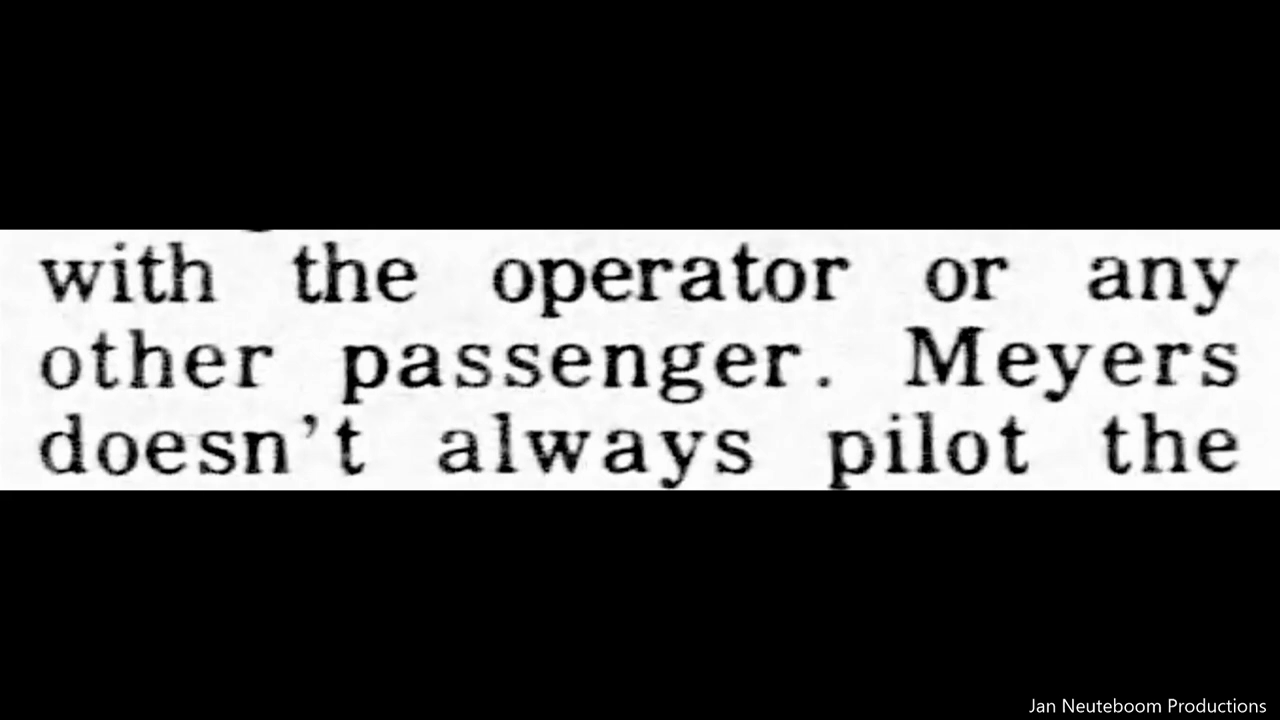 with the operator or any
other passenger. Meyers
doesn't always pilot the
Jan Neuteboom Productions